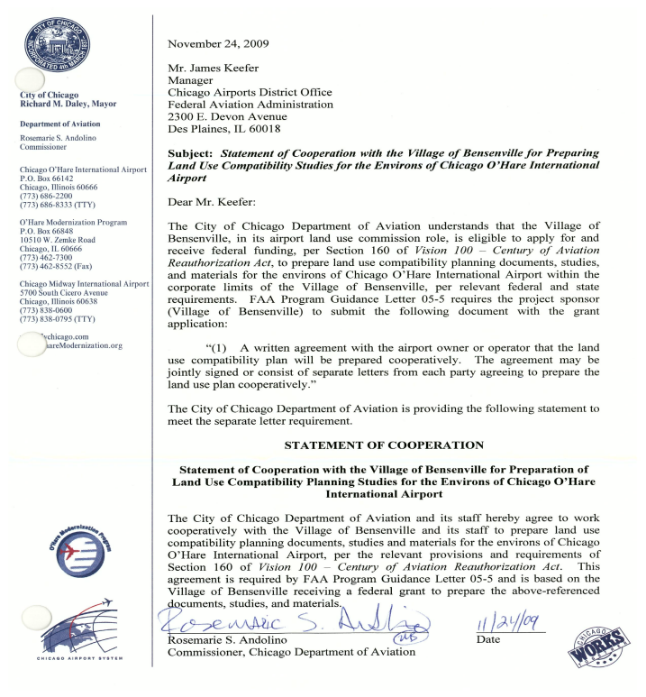 CITY OF CHICAGO
INCORPORATED 4th MARCH 1837
City of Chicago
Richard M. Daley, Mayor
Department of Aviation
Rosemarie S. Andolino
Commissioner
Chicago O'Hare International Airport
P.O. Box 66142
Chicago, Illinois 60666
(773) 686-2200
(773) 686-8333 (TTY)
O'Hare Modernization Program
P.O. Box 66848
10510 W. Zemke Road
Chicago, IL 60666
(773) 462-7300
(773) 462-8552 (Fax)
Chicago Midway International Airport
5700 South Cicero Avenue
Chicago, Illinois 60638
(773) 838-0600
(773) 838-0795 (TTY)
ychicago.com
areModernization.org
O'Hare Modernization Program
CHICAGO AIRPORT SYSTEM
November 24, 2009
Mr. James Keefer
Manager
Chicago Airports District Office
Federal Aviation Administration
2300 E. Devon Avenue
Des Plaines, IL 60018
Subject: Statement of Cooperation with the Village of Bensenville for Preparing
Land Use Compatibility Studies for the Environs of Chicago O'Hare International
Airport
Dear Mr. Keefer:
The City of Chicago Department of Aviation understands that the Village of
Bensenville, in its airport land use commission role, is eligible to apply for and
receive federal funding, per Section 160 of Vision 100 – Century of Aviation
Reauthorization Act, to prepare land use compatibility planning documents, studies,
and materials for the environs of Chicago O'Hare International Airport within the
corporate limits of the Village of Bensenville, per relevant federal and state
requirements. FAA Program Guidance Letter 05-5 requires the project sponsor
(Village of Bensenville) to submit the following document with the grant
application:
"(1) A written agreement with the airport owner or operator that the land
use compatibility plan will be prepared cooperatively. The agreement may be
jointly signed or consist of separate letters from each party agreeing to prepare the
land use plan cooperatively."
The City of Chicago Department of Aviation is providing the following statement to
meet the separate letter requirement.
STATEMENT OF COOPERATION
Statement of Cooperation with the Village of Bensenville for Preparation of
Land Use Compatibility Planning Studies for the Environs of Chicago O'Hare
International Airport
The City of Chicago Department of Aviation and its staff hereby agree to work
cooperatively with the Village of Bensenville and its staff to prepare land use
compatibility planning documents, studies and materials for the environs of Chicago
O'Hare International Airport, per the relevant provisions and requirements of
Section 160 of Vision 100 – Century of Aviation Reauthorization Act. This
agreement is required by FAA Program Guidance Letter 05-5 and is based on the
Village of Bensenville receiving a federal grant to prepare the above-referenced
documents, studies, and materials.
Rosemarie S. Andolino 11/24/09
Rosemarie S. Andolino Date
Commissioner, Chicago Department of Aviation
CHICAGO
WORKS